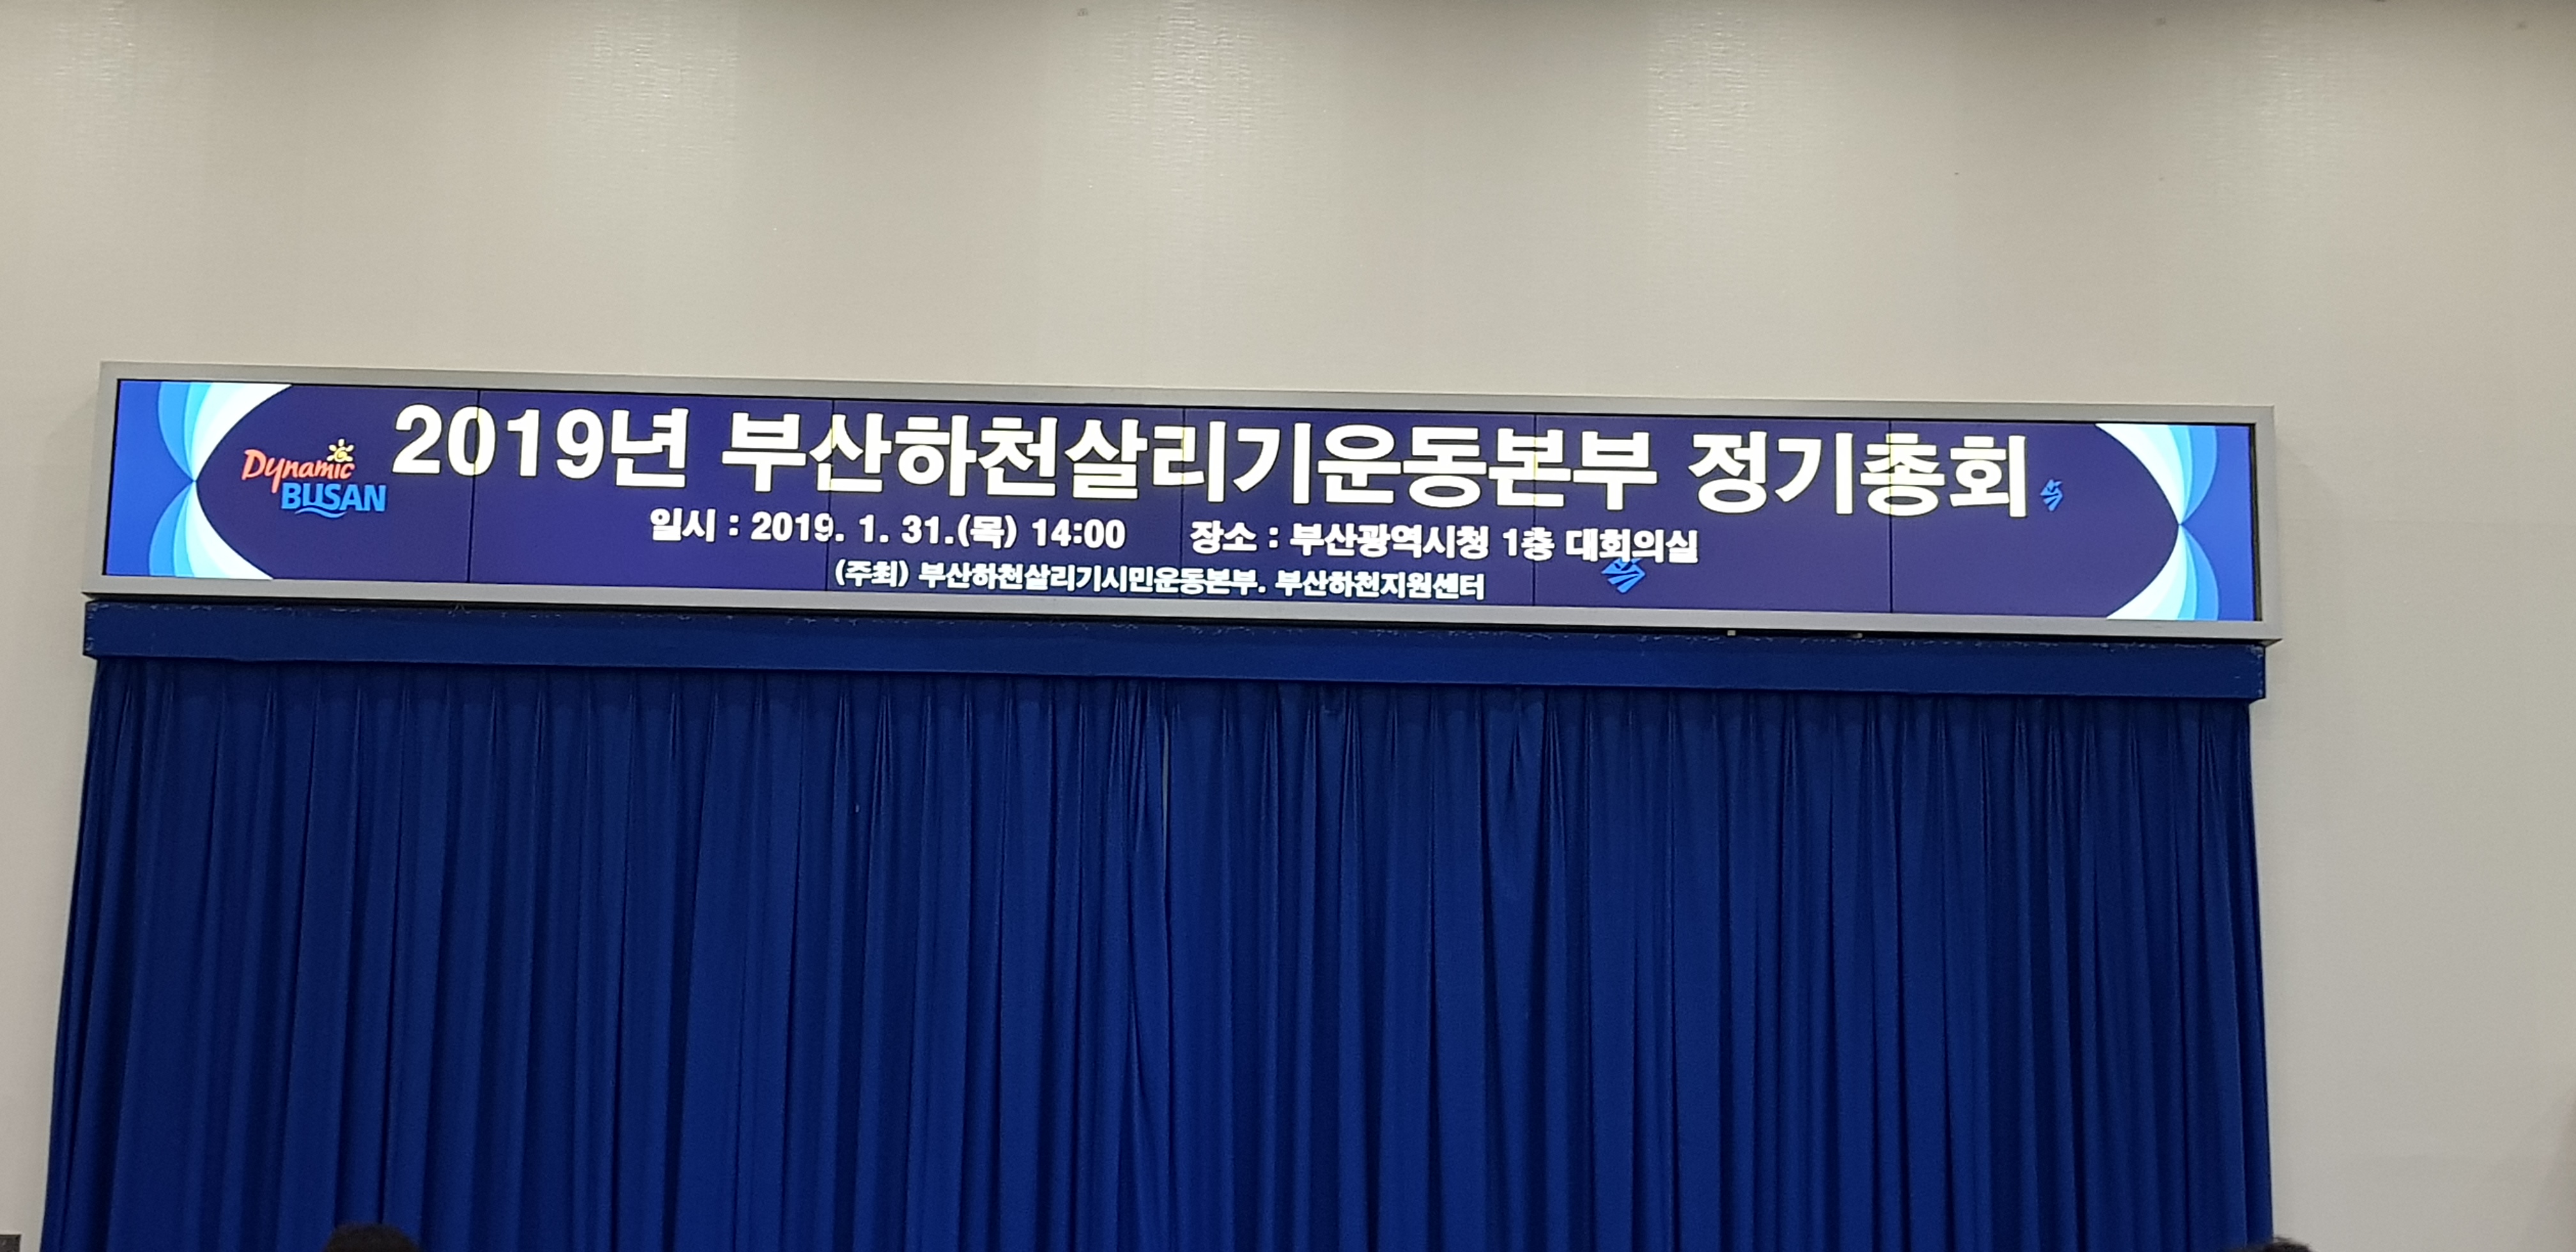 Dynamic
BUSAN
2019년 부산하천살리기운동본부 정기총회
일시 : 2019. 1. 31.(목) 14:00 장소 : 부산광역시청 1층 대회의실
(주최) 부산하천살리기시민운동본부. 부산하천지원센터